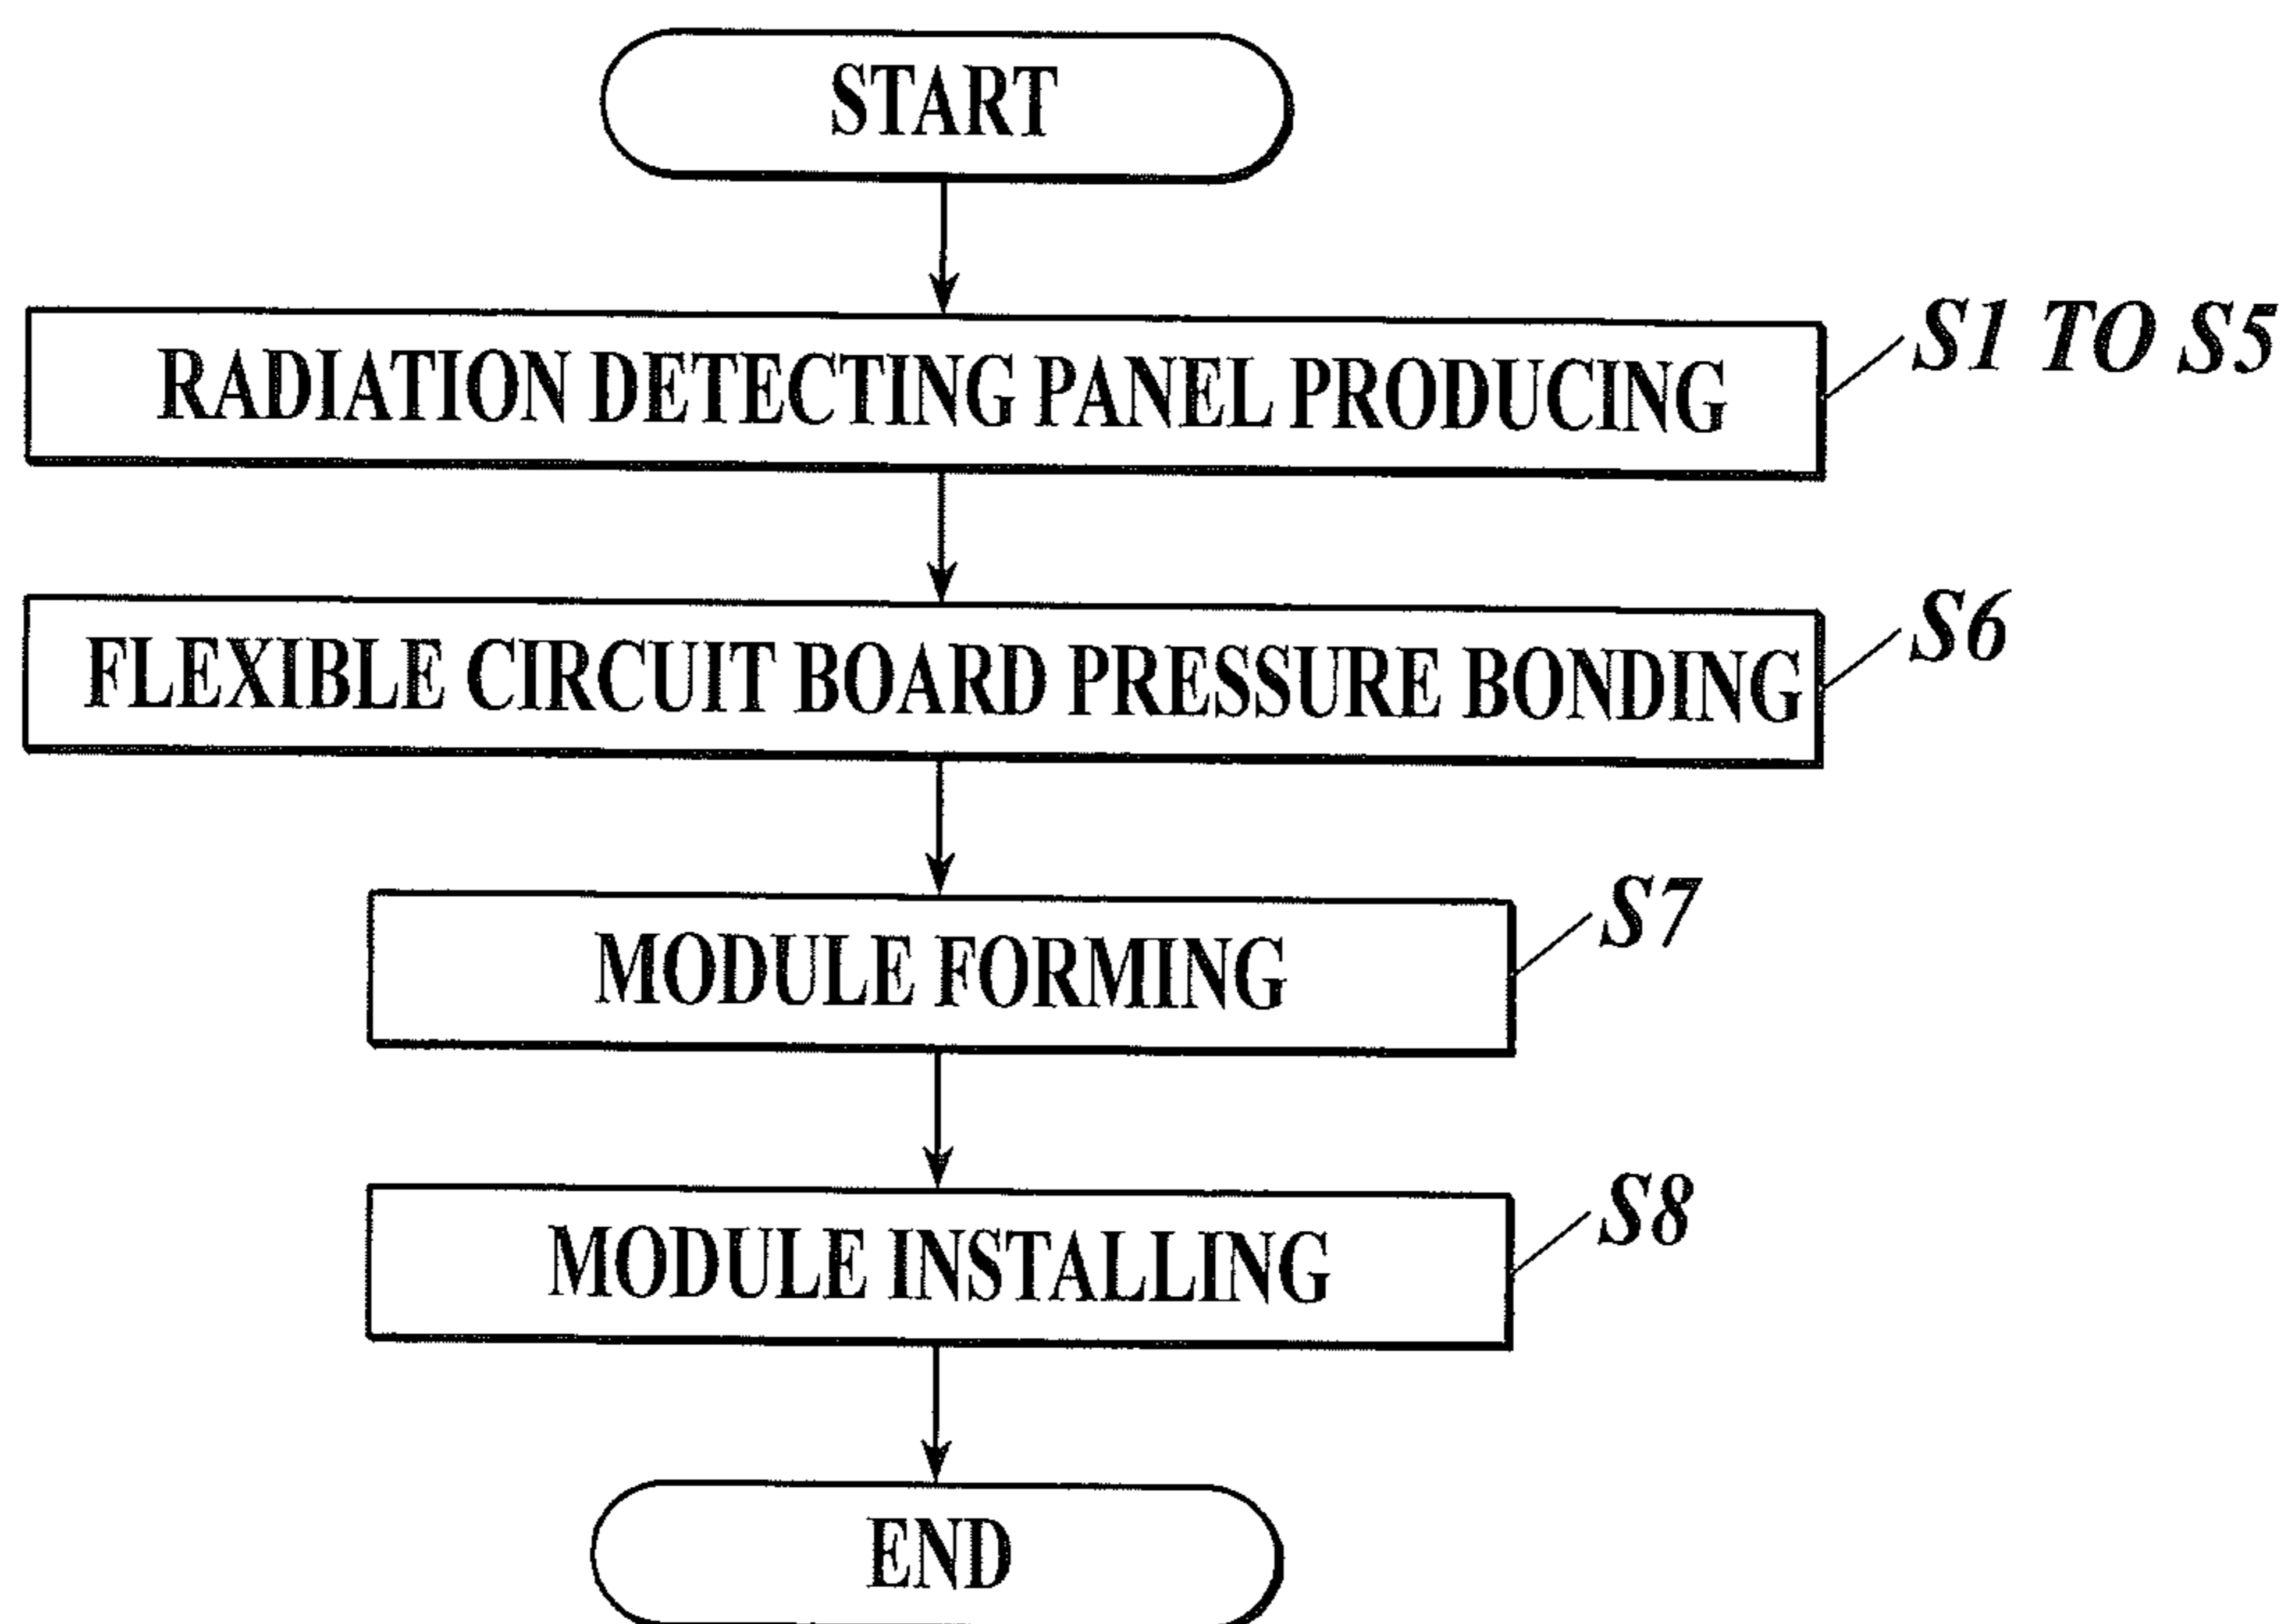 START
RADIATION DETECTING PANEL PRODUCING
S1 TO S5
FLEXIBLE CIRCUIT BOARD PRESSURE BONDING
S6
MODULE FORMING
S7
MODULE INSTALLING
S8
END